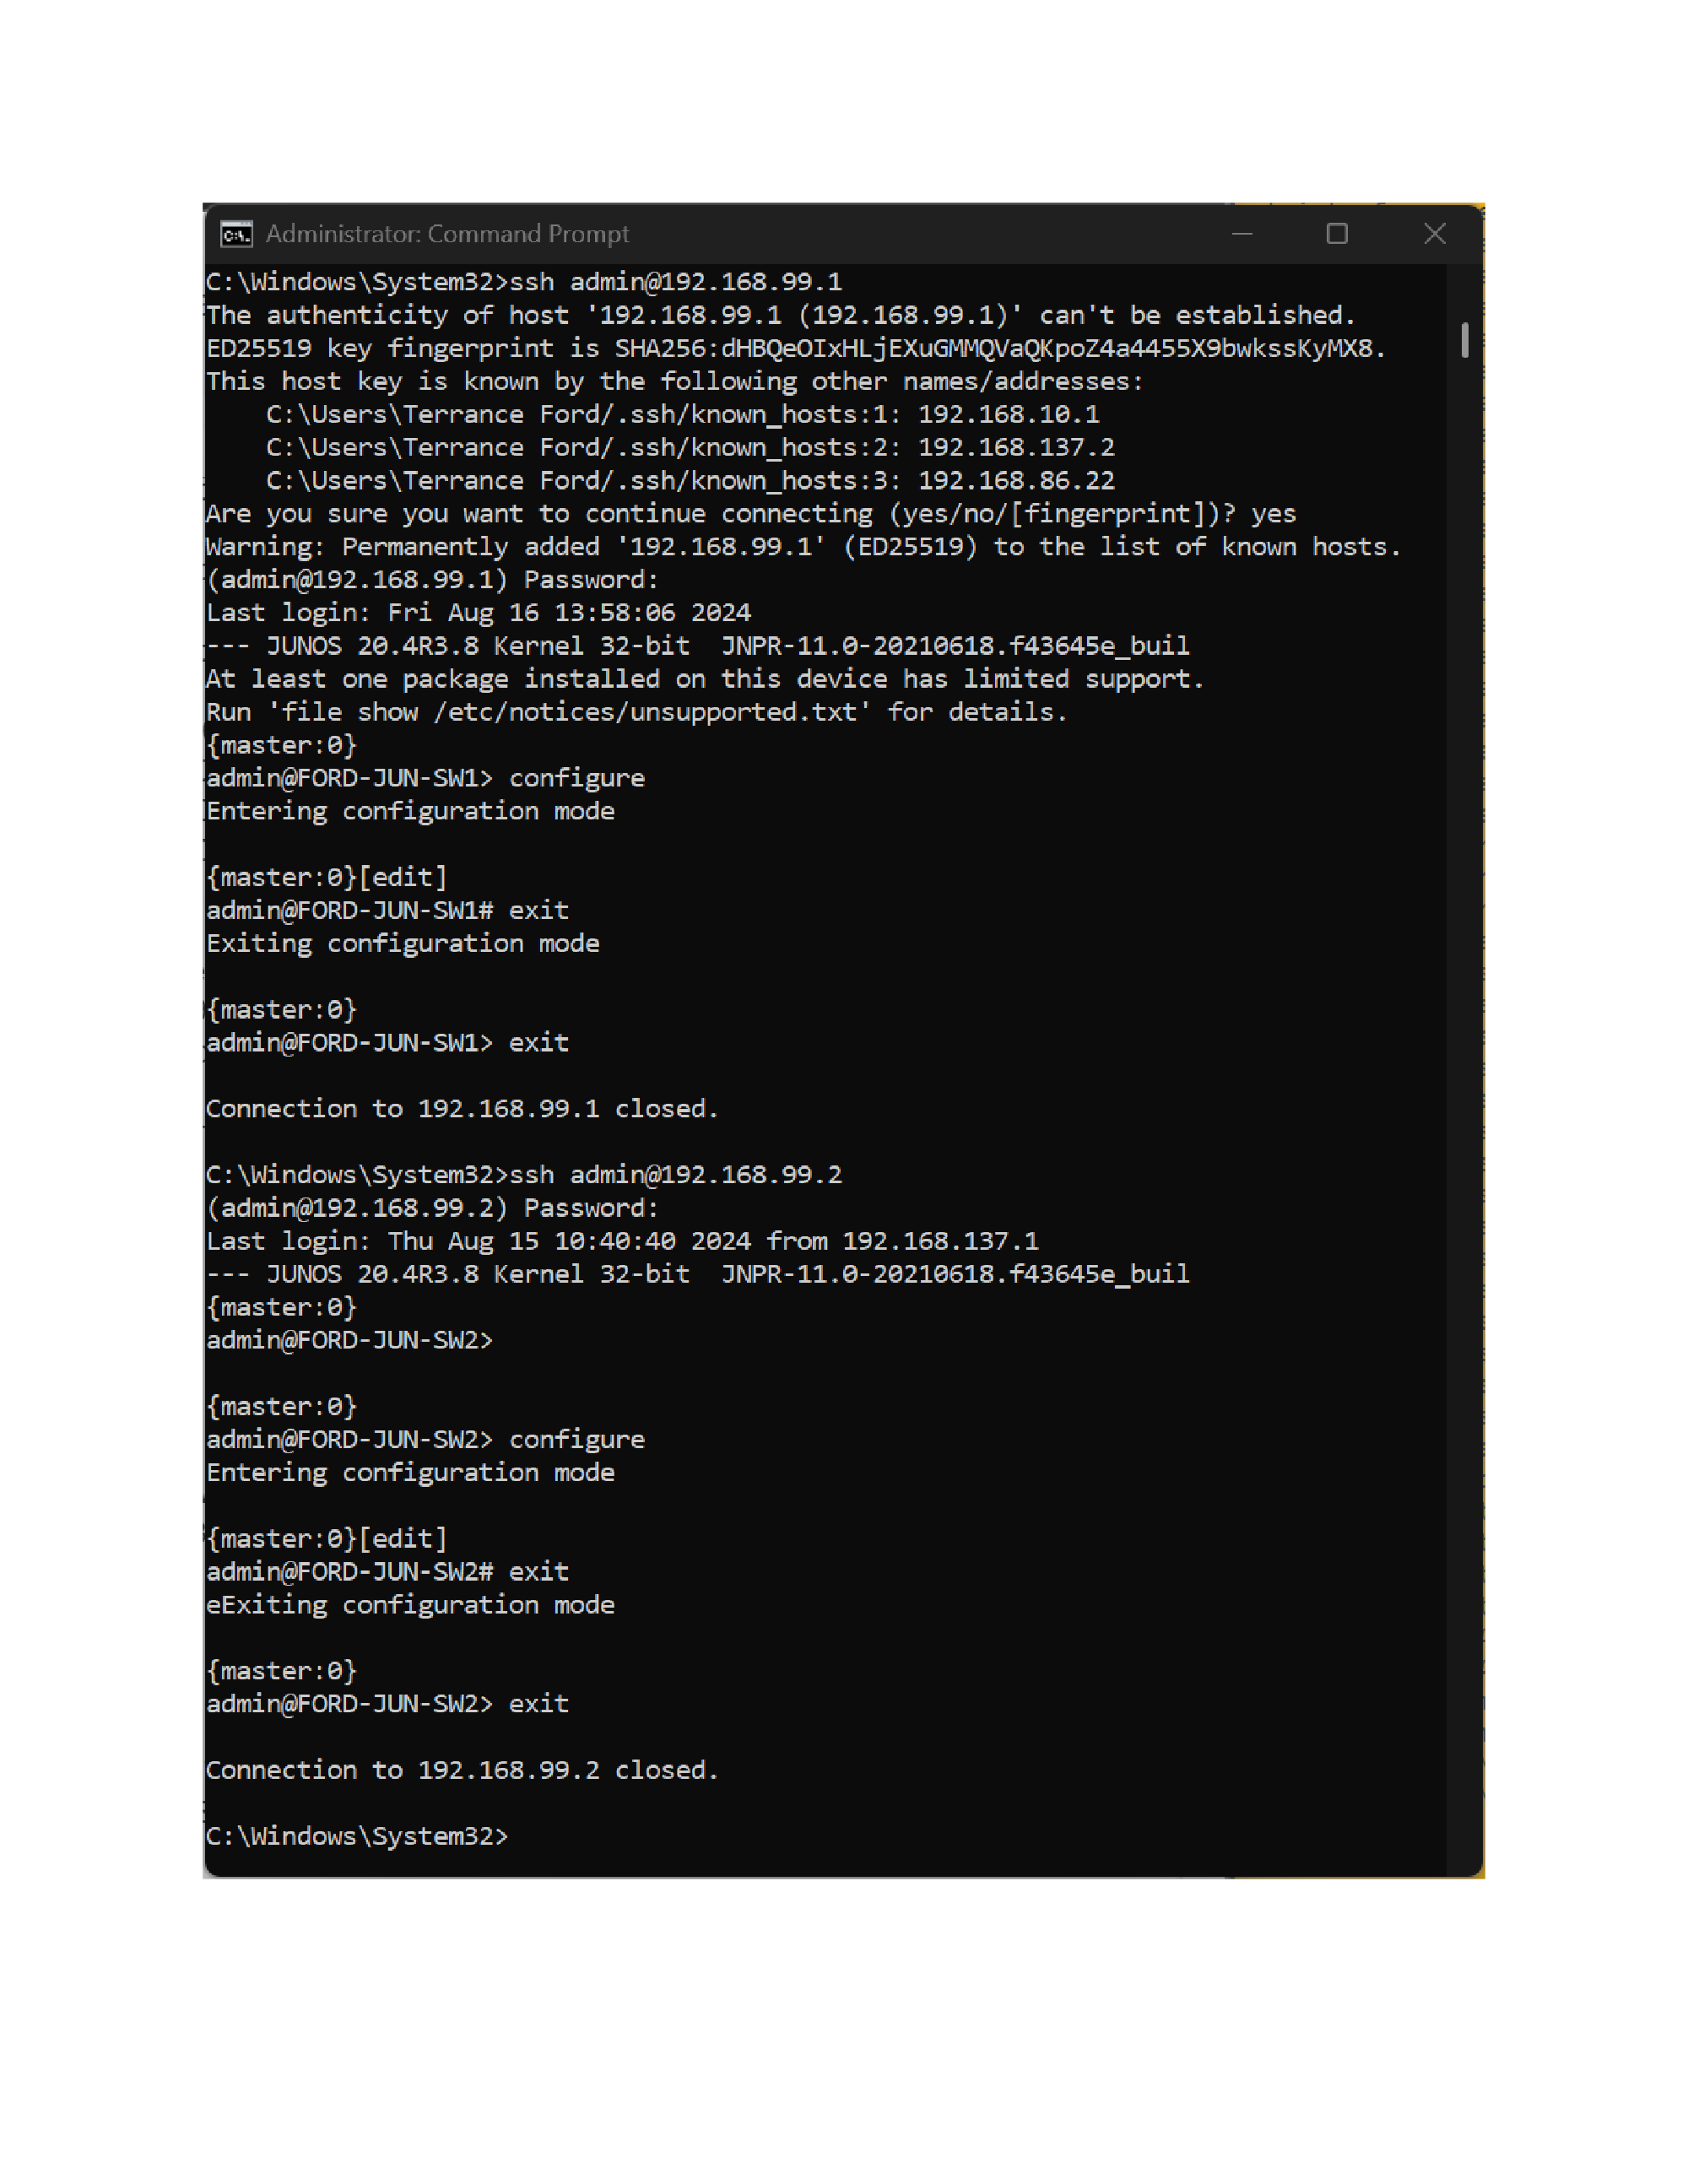 Administrator: Command Prompt
C:\Windows\System32>ssh admin@192.168.99.1
The authenticity of host '192.168.99.1 (192.168.99.1)' can't be established.
ED25519 key fingerprint is SHA256:dHBQeOIxHLjEXuGMMQVaQKpoZ4a4455X9bwkssKyMX8.
This host key is known by the following other names/addresses:
    C:\Users\Terrance Ford/.ssh/known_hosts:1: 192.168.10.1
    C:\Users\Terrance Ford/.ssh/known_hosts:2: 192.168.137.2
    C:\Users\Terrance Ford/.ssh/known_hosts:3: 192.168.86.22
Are you sure you want to continue connecting (yes/no/[fingerprint])? yes
Warning: Permanently added '192.168.99.1' (ED25519) to the list of known hosts.
(admin@192.168.99.1) Password:
Last login: Fri Aug 16 13:58:06 2024
--- JUNOS 20.4R3.8 Kernel 32-bit  JNPR-11.0-20210618.f43645e_buil
At least one package installed on this device has limited support.
Run 'file show /etc/notices/unsupported.txt' for details.
{master:0}
admin@FORD-JUN-SW1> configure
Entering configuration mode
{master:0}[edit]
admin@FORD-JUN-SW1# exit
Exiting configuration mode
{master:0}
admin@FORD-JUN-SW1> exit
Connection to 192.168.99.1 closed.
C:\Windows\System32>ssh admin@192.168.99.2
(admin@192.168.99.2) Password:
Last login: Thu Aug 15 10:40:40 2024 from 192.168.137.1
--- JUNOS 20.4R3.8 Kernel 32-bit  JNPR-11.0-20210618.f43645e_buil
{master:0}
admin@FORD-JUN-SW2>
{master:0}
admin@FORD-JUN-SW2> configure
Entering configuration mode
{master:0}[edit]
admin@FORD-JUN-SW2# exit
eExiting configuration mode
{master:0}
admin@FORD-JUN-SW2> exit
Connection to 192.168.99.2 closed.
C:\Windows\System32>